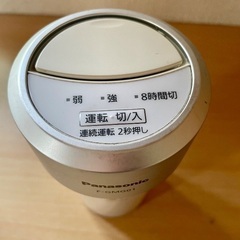 弱 強 8時間切
運転 切/入
連続運転 2秒押し
Panasonic
F-GMG01